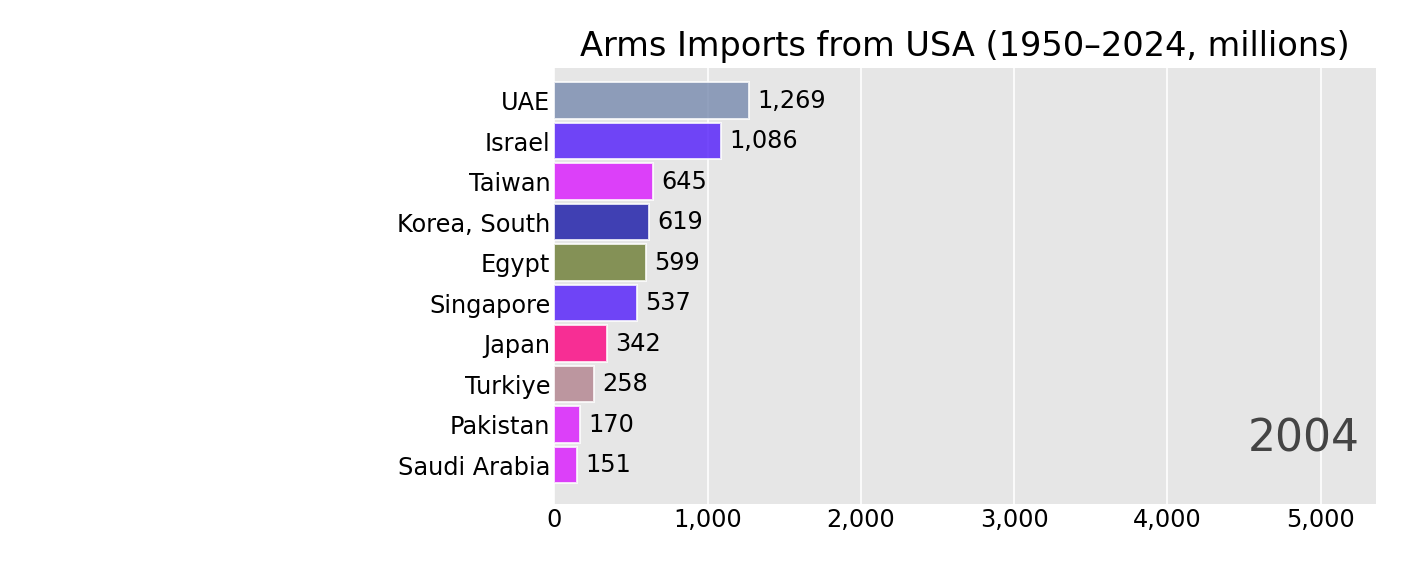 Arms Imports from USA (1950–2024, millions)
UAE 1,269
Israel 1,086
Taiwan 645
Korea, South 619
Egypt 599
Singapore 537
Japan 342
Turkiye 258
Pakistan 170
Saudi Arabia 151
2004
0 1,000 2,000 3,000 4,000 5,000